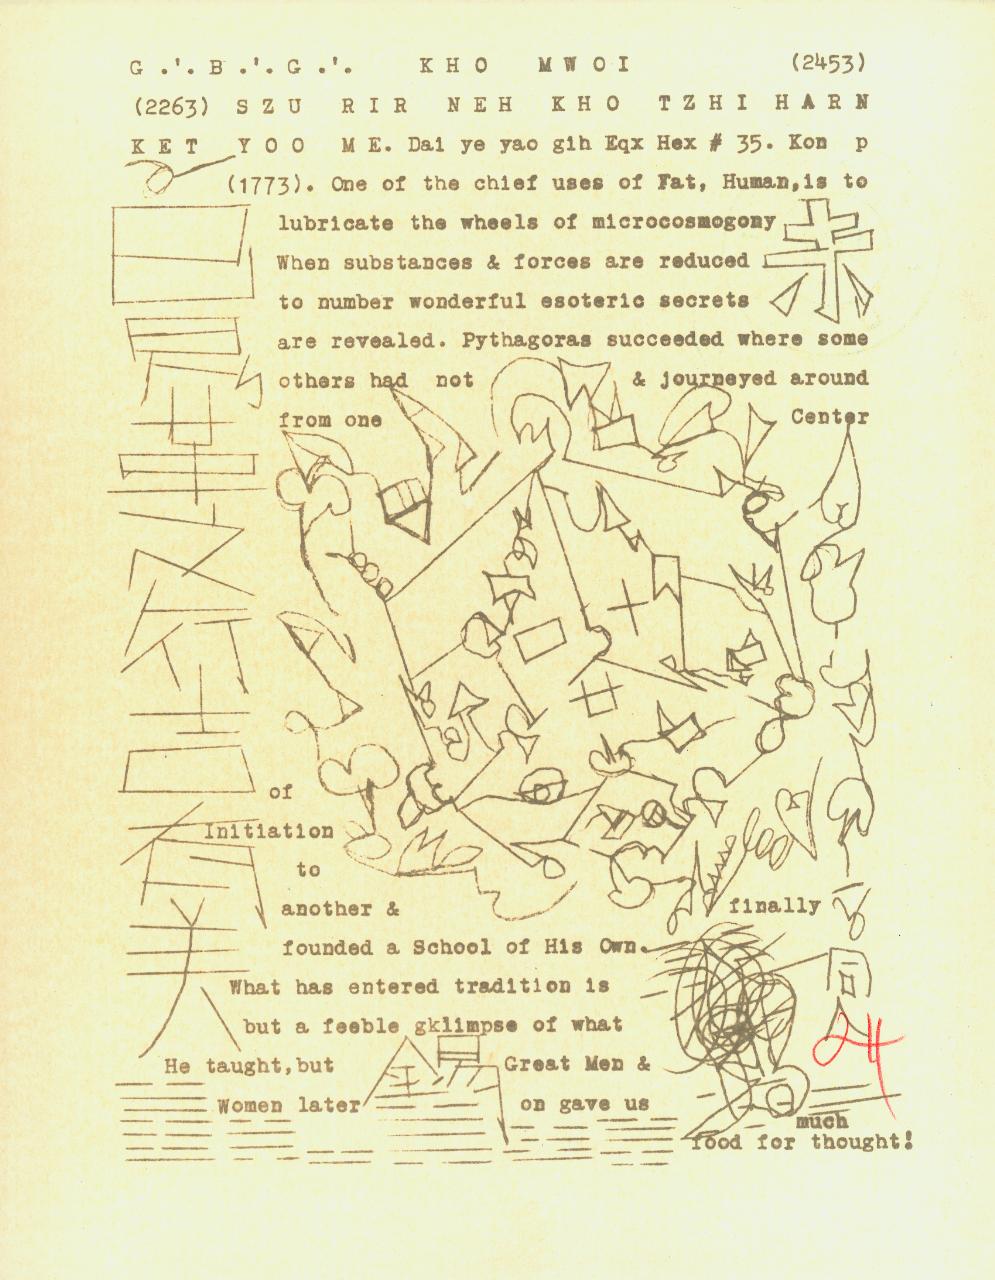 G .'. B .'. G .'. KHO MWOI (2453)
(2263) SZU RIR NEH KHO TZHI HARN
KET YOO ME. Dai ye yao gih Eqx Hex # 35. Kon p
(1773). One of the chief uses of Fat, Human, is to
lubricate the wheels of microcosmogony
When substances & forces are reduced
to number wonderful esoteric secrets
are revealed. Pythagoras succeeded where some
others had not & journeyed around
from one Center
of
Initiation
to
another & finally
founded a School of His Own.
What has entered tradition is
but a feeble gklimpse of what
He taught, but Great Men &
Women later on gave us
much
food for thought!
同
人
24